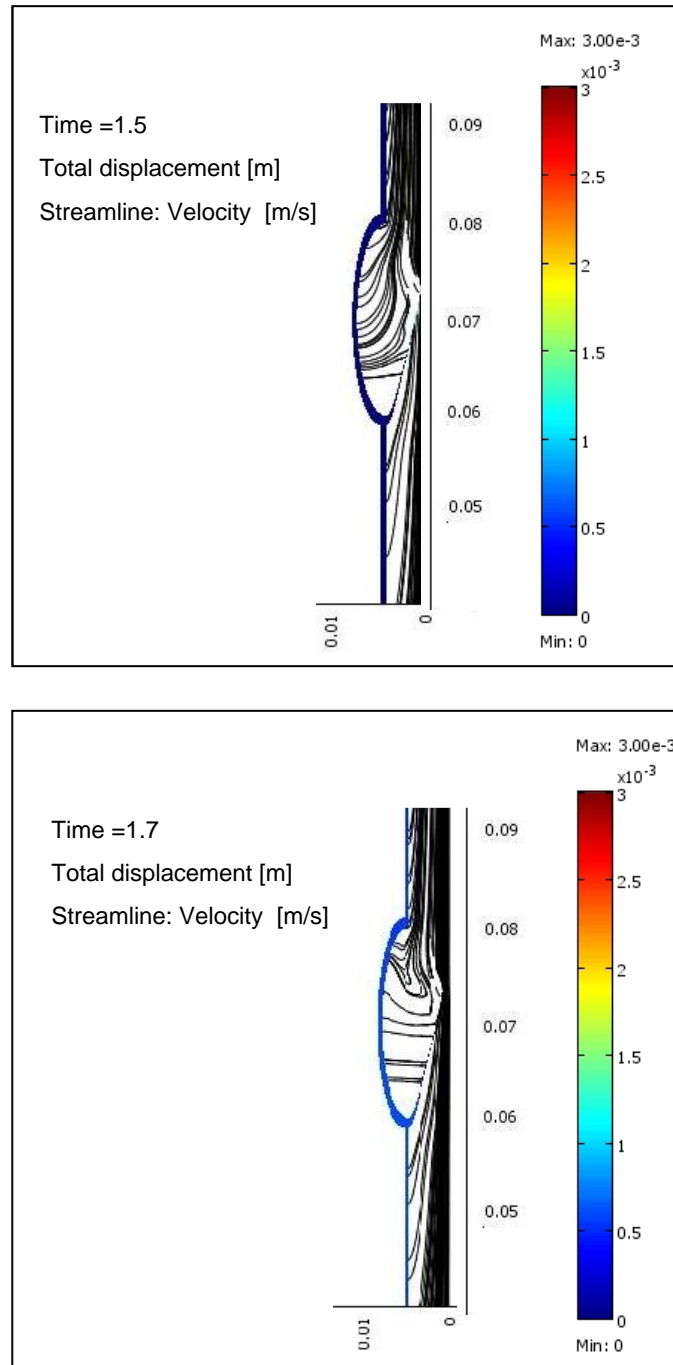 Max: 3.00e-3
x10-3
3
Time =1.5
0.09
Total displacement [m]
2.5
Streamline: Velocity [m/s]
0.08
2
0.07
1.5
0.06
1
0.05
0.5
0
0.01
0
Min: 0
Max: 3.00e-3
x10-3
3
Time =1.7
0.09
Total displacement [m]
2.5
Streamline: Velocity [m/s]
0.08
2
0.07
1.5
0.06
1
0.05
0.5
0
0.01
0
Min: 0